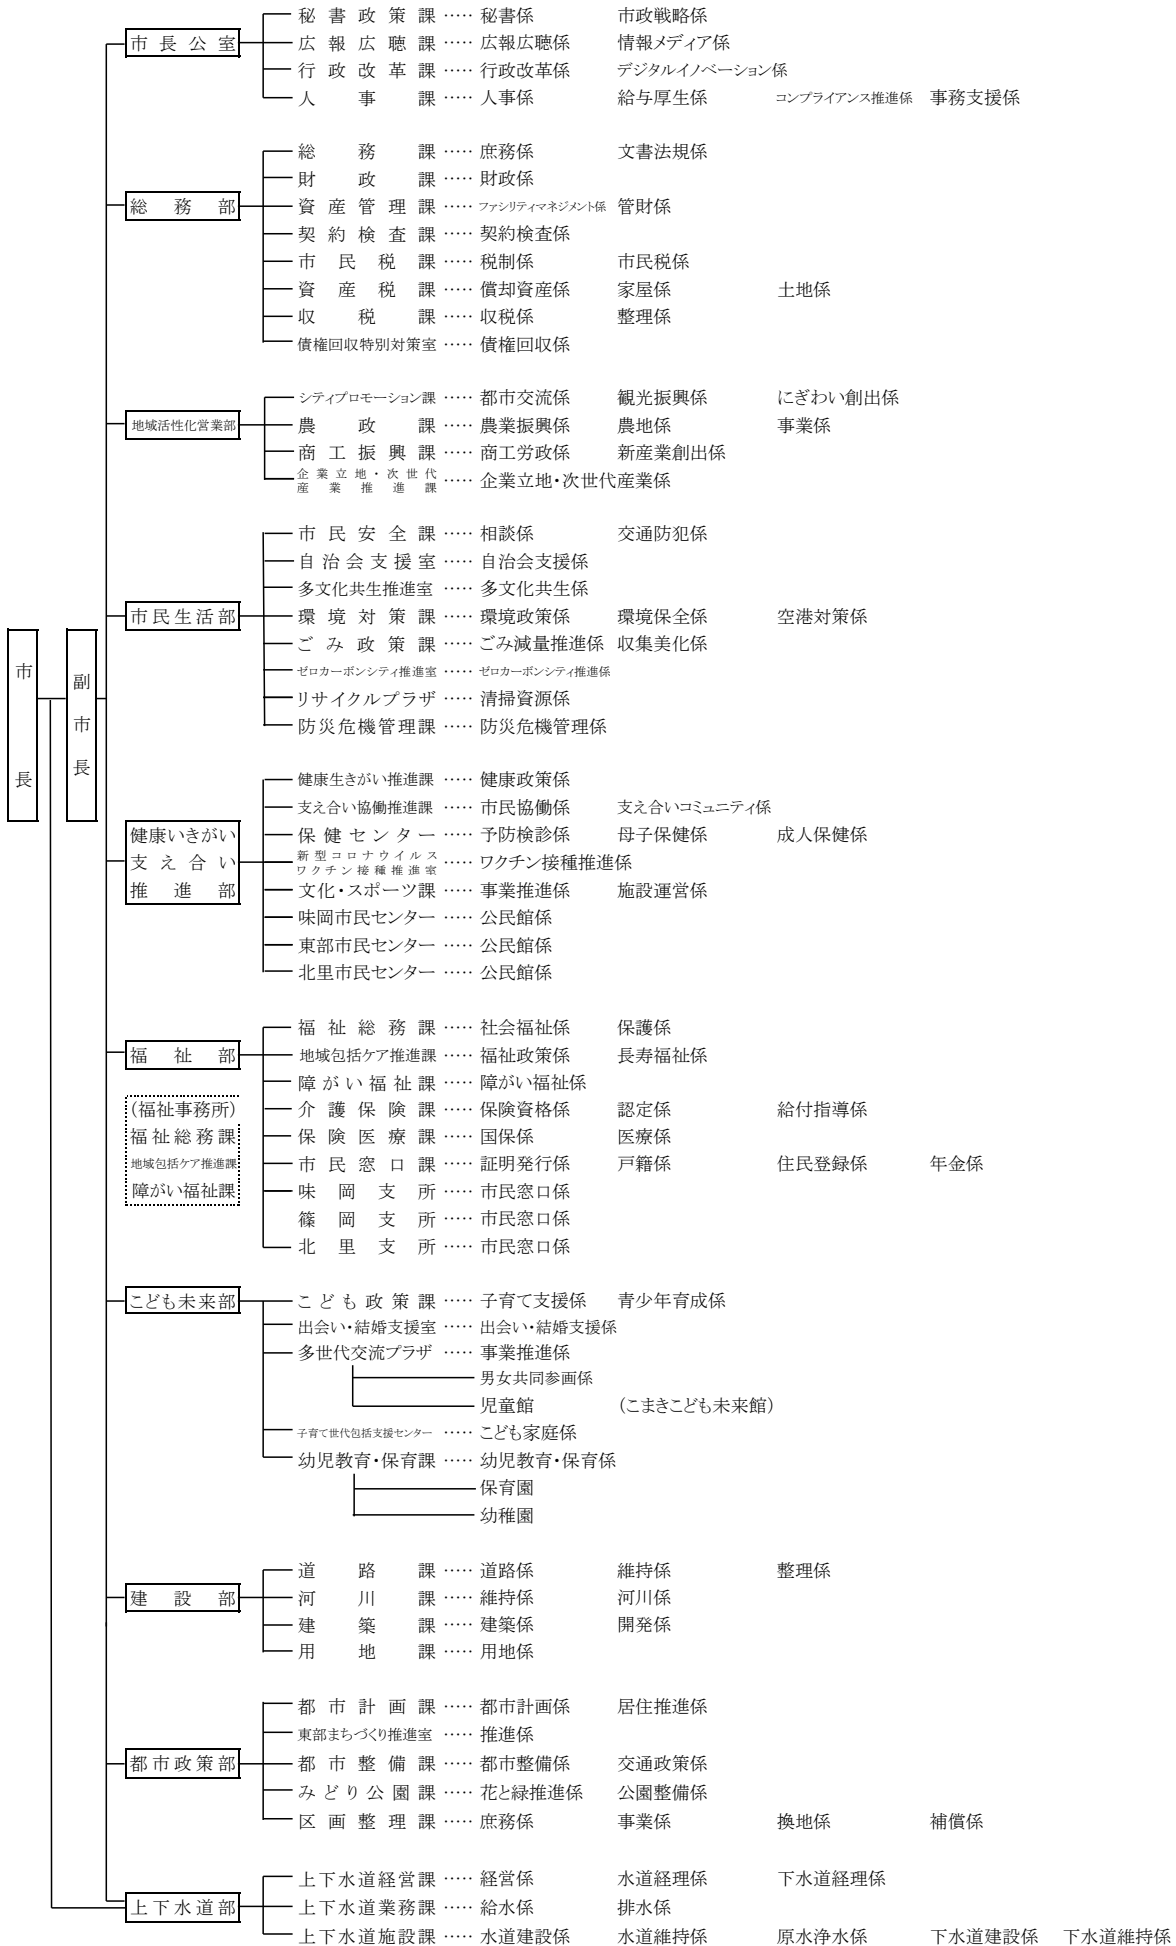 秘書政策課 ‥‥‥ 秘書係 市政戦略係
市長公室 広報広聴課 ‥‥‥ 広報広聴係 情報メディア係
行政改革課 ‥‥‥ 行政改革係 デジタルイノベーション係
人事課 ‥‥‥ 人事係 給与厚生係 コンプライアンス推進係 事務支援係
総務課 ‥‥‥ 庶務係 文書法規係
財政課 ‥‥‥ 財政係
総務部 資産管理課 ‥‥‥ ファシリティマネジメント係 管財係
契約検査課 ‥‥‥ 契約検査係
市民税課 ‥‥‥ 税制係 市民税係
資産税課 ‥‥‥ 償却資産係 家屋係 土地係
収税課 ‥‥‥ 収税係 整理係
債権回収特別対策室 ‥‥‥ 債権回収係
シティプロモーション課 ‥‥‥ 都市交流係 観光振興係 にぎわい創出係
地域活性化営業部 農政課 ‥‥‥ 農業振興係 農地係 事業係
商工振興課 ‥‥‥ 商工労政係 新産業創出係
企業立地・次世代産業推進課 ‥‥‥ 企業立地・次世代産業係
市民安全課 ‥‥‥ 相談係 交通防犯係
自治会支援室 ‥‥‥ 自治会支援係
多文化共生推進室 ‥‥‥ 多文化共生係
市民生活部 環境対策課 ‥‥‥ 環境政策係 環境保全係 空港対策係
ごみ政策課 ‥‥‥ ごみ減量推進係 収集美化係
ゼロカーボンシティ推進室 ‥‥‥ ゼロカーボンシティ推進係
市長 副市長 リサイクルプラザ ‥‥‥ 清掃資源係
防災危機管理課 ‥‥‥ 防災危機管理係
健康生きがい推進課 ‥‥‥ 健康政策係
支え合い協働推進課 ‥‥‥ 市民協働係 支え合いコミュニティ係
健康いきがい 保健センター ‥‥‥ 予防検診係 母子保健係 成人保健係
支え合い 新型コロナウイルスワクチン接種推進室 ‥‥‥ ワクチン接種推進係
推進部 文化・スポーツ課 ‥‥‥ 事業推進係 施設運営係
味岡市民センター ‥‥‥ 公民館係
東部市民センター ‥‥‥ 公民館係
北里市民センター ‥‥‥ 公民館係
福祉総務課 ‥‥‥ 社会福祉係 保護係
福祉部 地域包括ケア推進課 ‥‥‥ 福祉政策係 長寿福祉係
障がい福祉課 ‥‥‥ 障がい福祉係
(福祉事務所) 介護保険課 ‥‥‥ 保険資格係 認定係 給付指導係
福祉総務課 保険医療課 ‥‥‥ 国保係 医療係
地域包括ケア推進課 市民窓口課 ‥‥‥ 証明発行係 戸籍係 住民登録係 年金係
障がい福祉課 味岡支所 ‥‥‥ 市民窓口係
篠岡支所 ‥‥‥ 市民窓口係
北里支所 ‥‥‥ 市民窓口係
こども未来部 こども政策課 ‥‥‥ 子育て支援係 青少年育成係
出会い・結婚支援室 ‥‥‥ 出会い・結婚支援係
多世代交流プラザ ‥‥‥ 事業推進係
男女共同参画係
児童館 (こまきこども未来館)
子育て世代包括支援センター ‥‥‥ こども家庭係
幼児教育・保育課 ‥‥‥ 幼児教育・保育係
保育園
幼稚園
道路課 ‥‥‥ 道路係 維持係 整理係
建設部 河川課 ‥‥‥ 維持係 河川係
建築課 ‥‥‥ 建築係 開発係
用地課 ‥‥‥ 用地係
都市計画課 ‥‥‥ 都市計画係 居住推進係
東部まちづくり推進室 ‥‥‥ 推進係
都市政策部 都市整備課 ‥‥‥ 都市整備係 交通政策係
みどり公園課 ‥‥‥ 花と緑推進係 公園整備係
区画整理課 ‥‥‥ 庶務係 事業係 換地係 補償係
上下水道経営課 ‥‥‥ 経営係 水道経理係 下水道経理係
上下水道部 上下水道業務課 ‥‥‥ 給水係 排水係
上下水道施設課 ‥‥‥ 水道建設係 水道維持係 原水浄水係 下水道建設係 下水道維持係